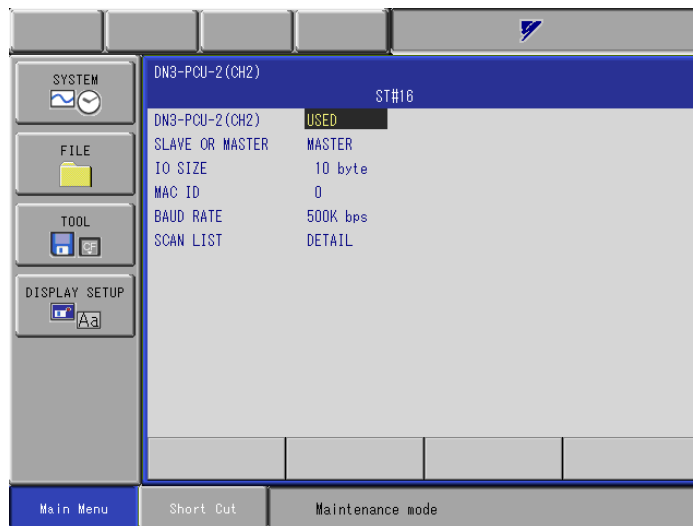 SYSTEM
FILE
TOOL
CF
DISPLAY SETUP
Aa
DN3-PCU-2(CH2)
ST#16
DN3-PCU-2(CH2) USED
SLAVE OR MASTER MASTER
IO SIZE 10 byte
MAC ID 0
BAUD RATE 500K bps
SCAN LIST DETAIL
Main Menu Short Cut Maintenance mode